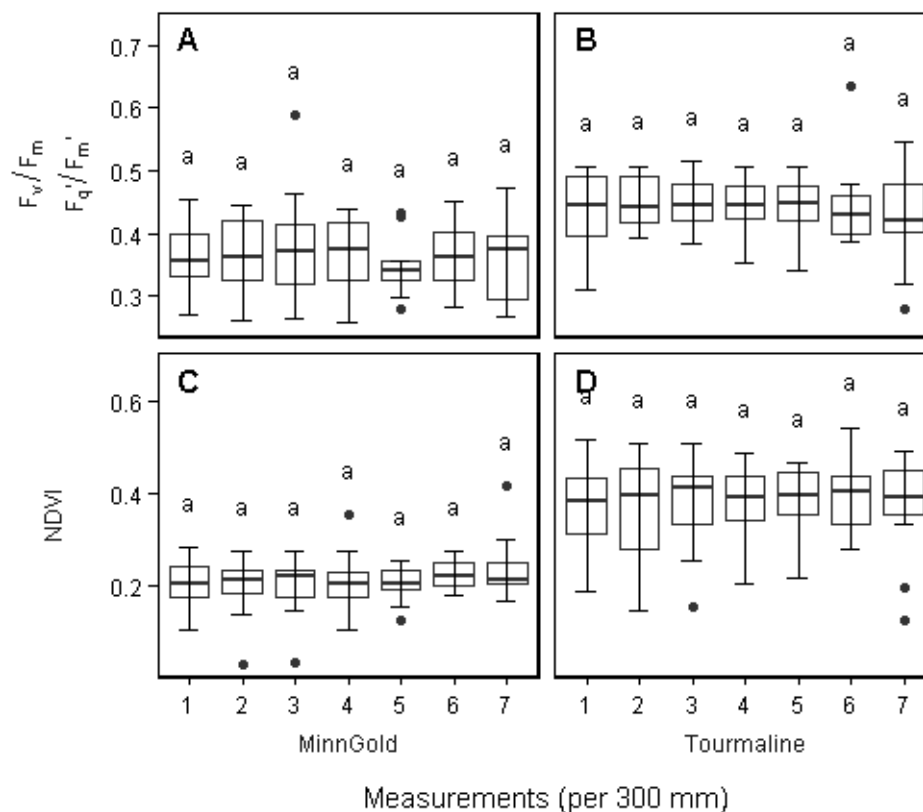 A
B
0.7
0.6
0.5
0.4
0.3
Fv/Fm
Fq'/Fm'
a a a a a a a
a a a a a a a
C
D
0.6
0.4
0.2
NDVI
a a a a a a a
a a a a a a a
1 2 3 4 5 6 7
1 2 3 4 5 6 7
MinnGold
Tourmaline
Measurements (per 300 mm)